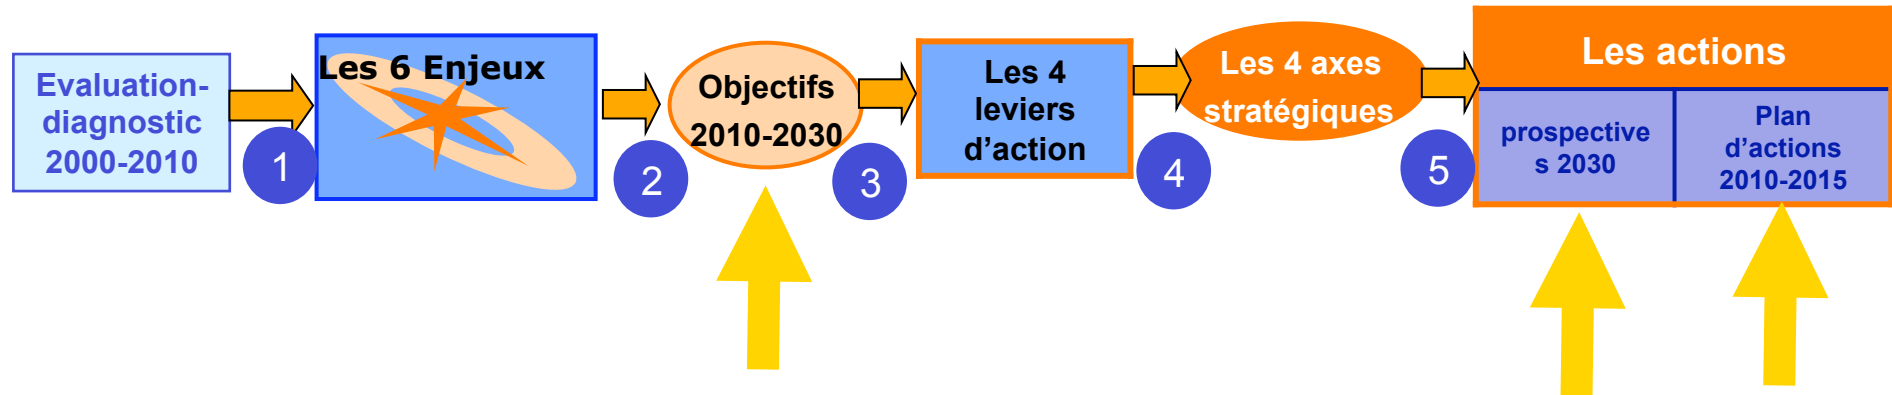 Evaluation-
diagnostic
2000-2010
1
Les 6 Enjeux
2
Objectifs
2010-2030
3
Les 4
leviers
d’action
4
Les 4 axes
stratégiques
5
Les actions
prospective
s 2030
Plan
d’actions
2010-2015